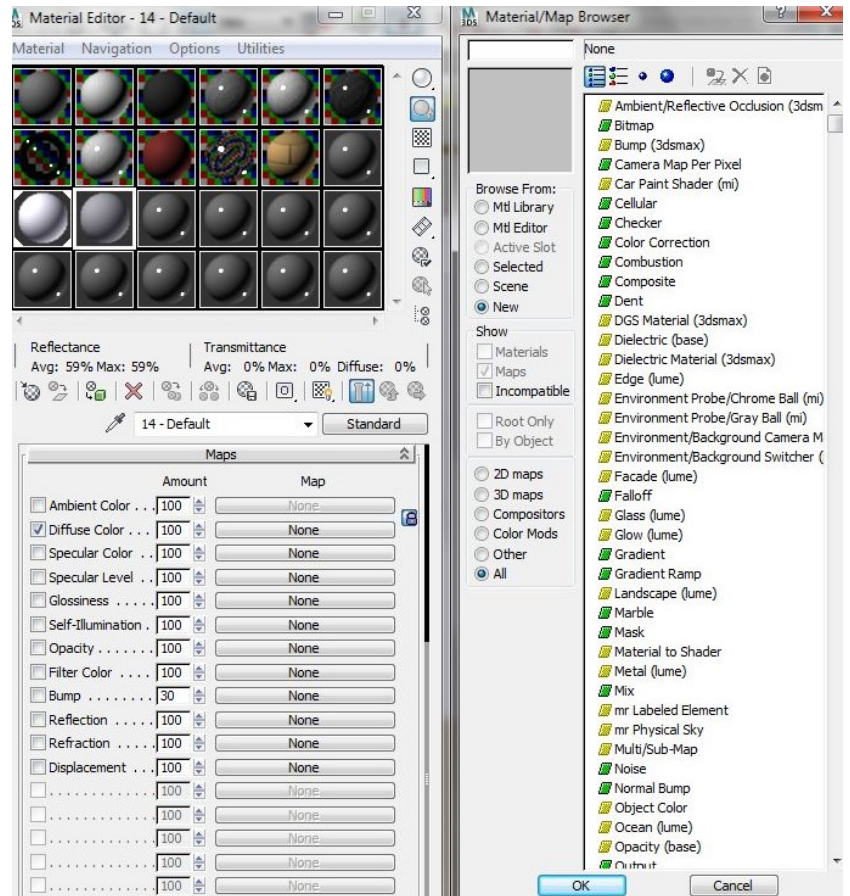 Material Editor - 14 - Default
Material Navigation Options Utilities
Reflectance
Avg: 59% Max: 59%
Transmittance
Avg: 0% Max: 0% Diffuse: 0%
14 - Default
Standard
Maps
Amount Map
Ambient Color . . . 100 None
Diffuse Color . . . 100 None
Specular Color . . 100 None
Specular Level . . 100 None
Glossiness . . . . . 100 None
Self-Illumination . 100 None
Opacity . . . . . . . 100 None
Filter Color . . . . 100 None
Bump . . . . . . . . 30 None
Reflection . . . . . 100 None
Refraction . . . . . 100 None
Displacement . . . 100 None
. . . . . . . . . . . . . 100 None
. . . . . . . . . . . . . 100 None
. . . . . . . . . . . . . 100 None
. . . . . . . . . . . . . 100 None
. . . . . . . . . . . . . 100 None
3DS
Material/Map Browser
None
Browse From:
Mtl Library
Mtl Editor
Active Slot
Selected
Scene
New
Show
Materials
Maps
Incompatible
Root Only
By Object
2D maps
3D maps
Compositors
Color Mods
Other
All
Ambient/Reflective Occlusion (3dsm
Bitmap
Bump (3dsmax)
Camera Map Per Pixel
Car Paint Shader (mi)
Cellular
Checker
Color Correction
Combustion
Composite
Dent
DGS Material (3dsmax)
Dielectric (base)
Dielectric Material (3dsmax)
Edge (lume)
Environment Probe/Chrome Ball (mi)
Environment Probe/Gray Ball (mi)
Environment/Background Camera M
Environment/Background Switcher (
Facade (lume)
Falloff
Glass (lume)
Glow (lume)
Gradient
Gradient Ramp
Landscape (lume)
Marble
Mask
Material to Shader
Metal (lume)
Mix
mr Labeled Element
mr Physical Sky
Multi/Sub-Map
Noise
Normal Bump
Object Color
Ocean (lume)
Opacity (base)
Output
OK
Cancel